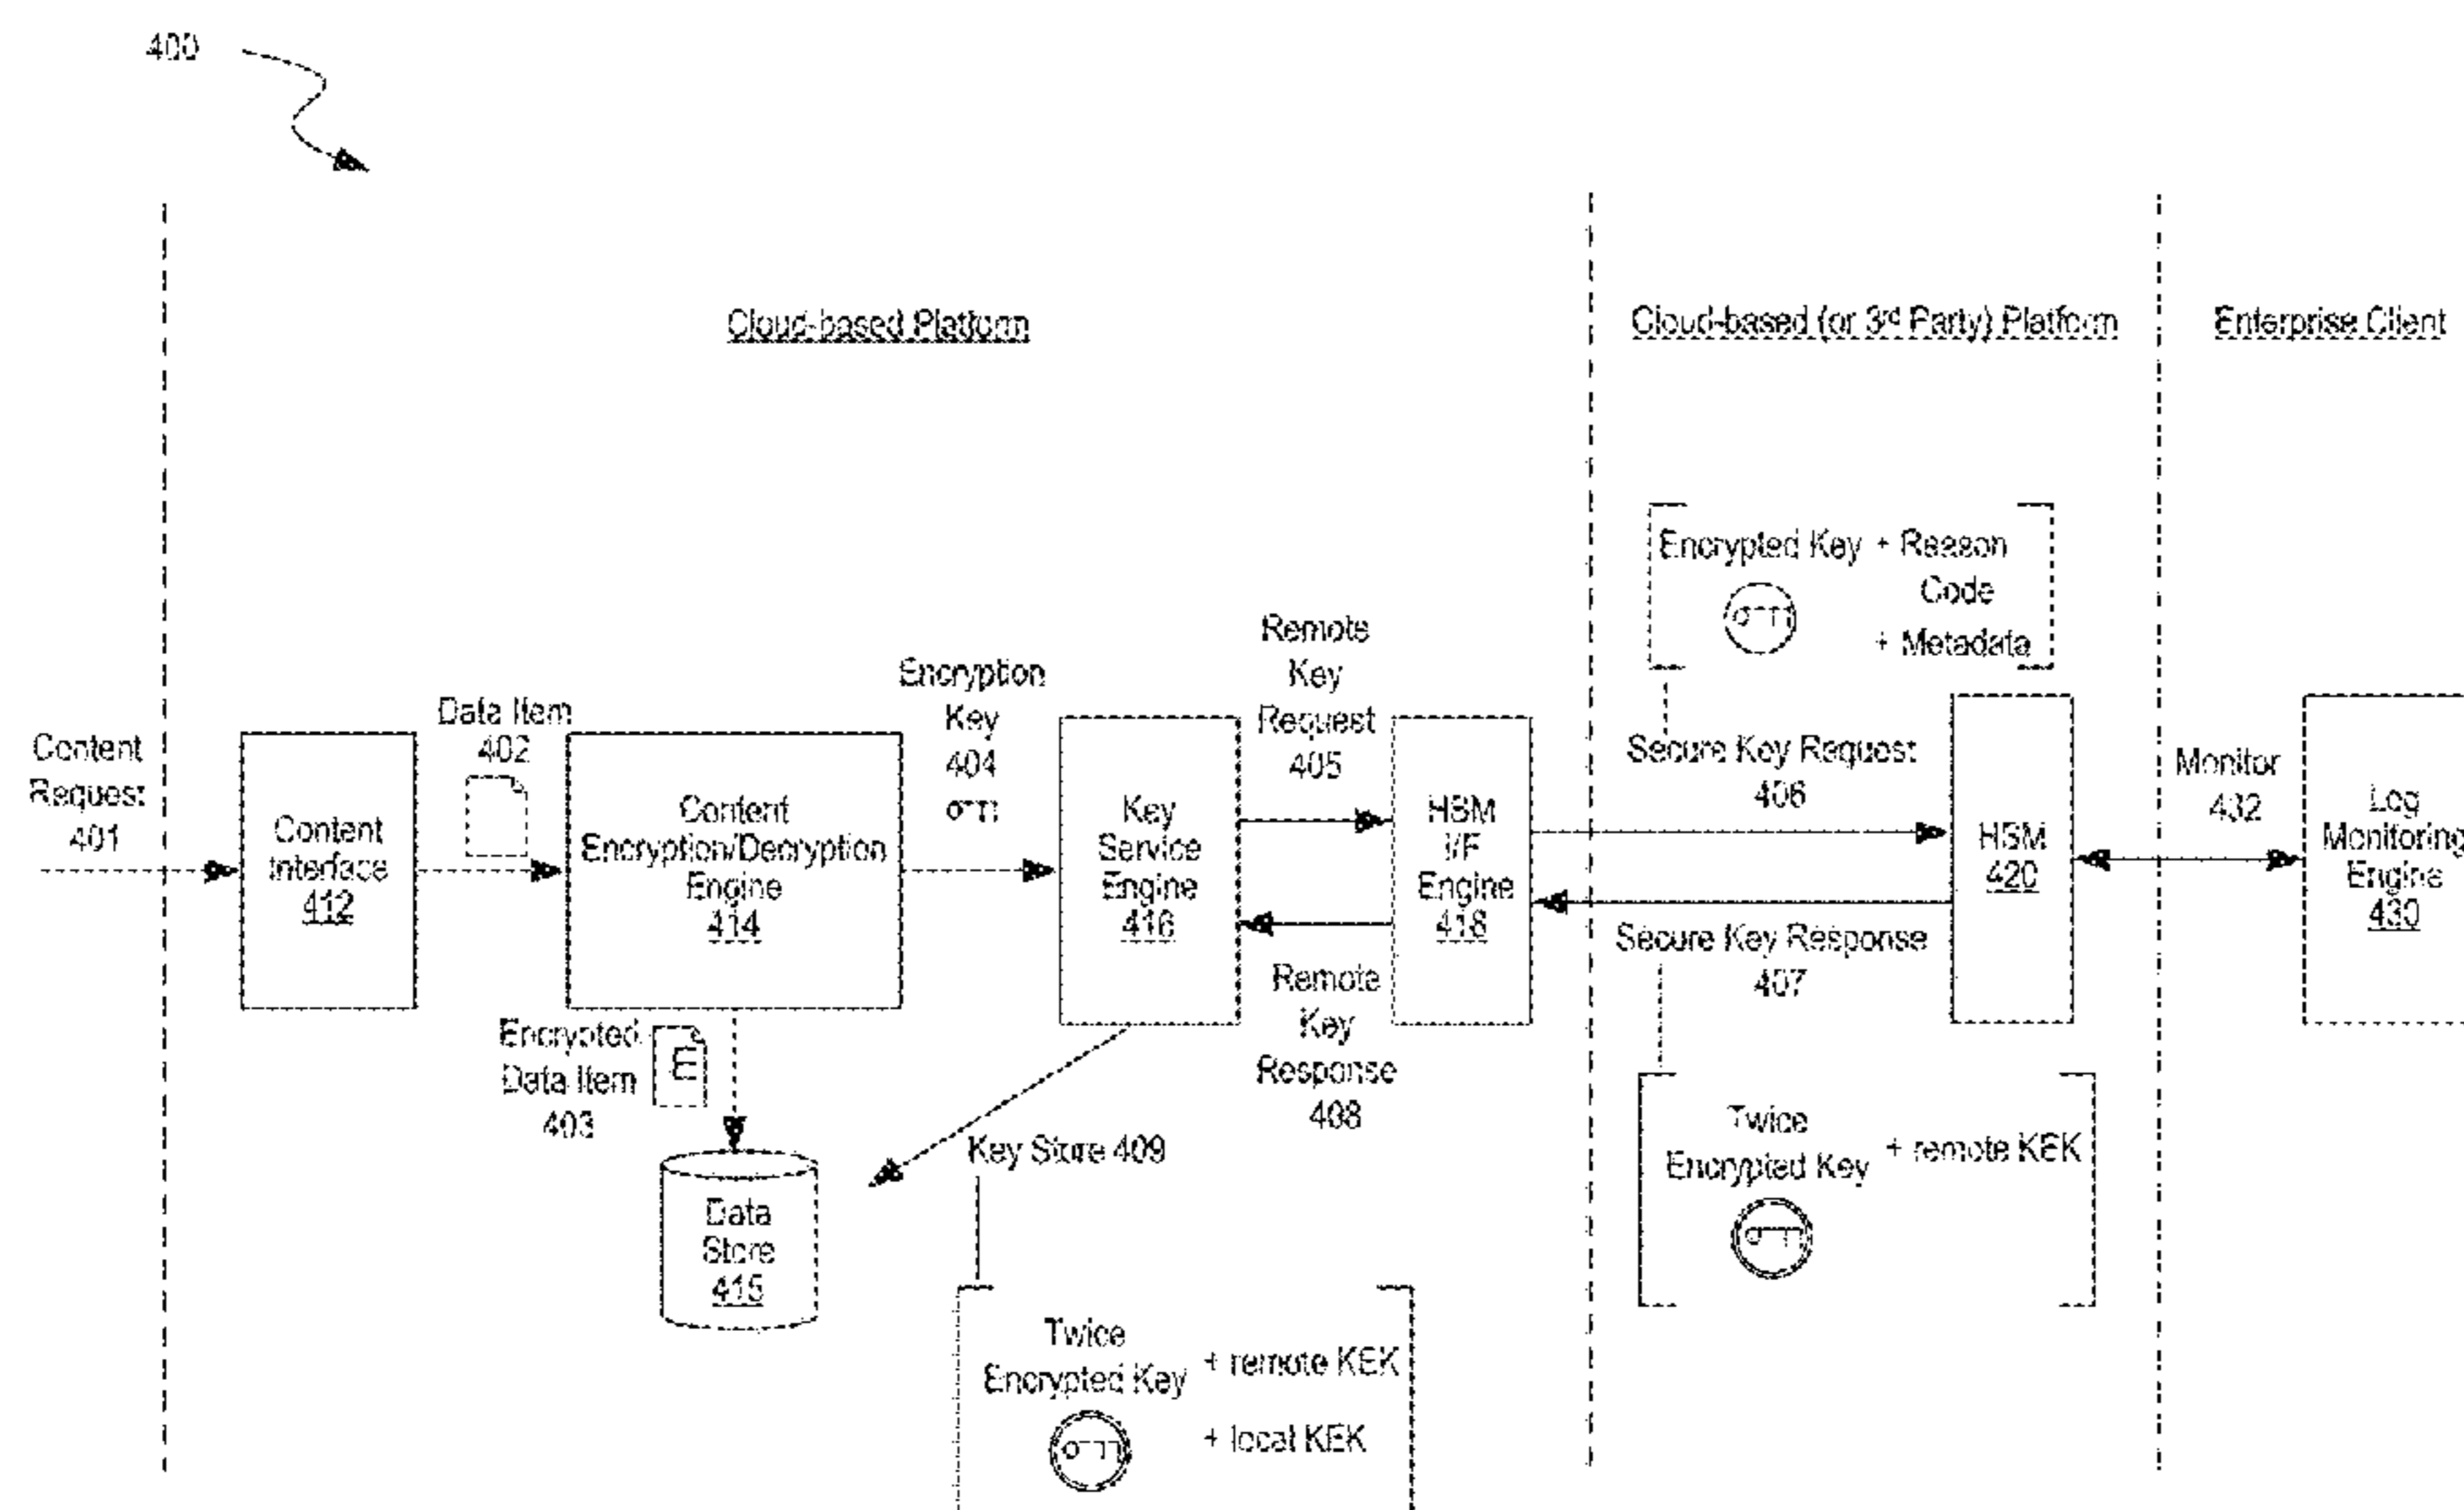 400
Cloud-based Platform
Cloud-based (or 3rd Party) Platform
Enterprise Client
Encrypted Key + Reason
Code
+ Metadata
Remote
Key
Request
405
Encryption
Key
404
Data Item
402
Content
Request
401
Content
Interface
412
Content
Encryption/Decryption
Engine
414
Key
Service
Engine
416
HSM
I/F
Engine
418
Secure Key Request
406
HSM
420
Monitor
432
Log
Monitoring
Engine
430
Secure Key Response
407
Remote
Key
Response
408
Encrypted
Data Item
403
E
Key Store 409
Data
Store
415
Twice
Encrypted Key
+ remote KEK
Twice
Encrypted Key
+ remote KEK
+ local KEK